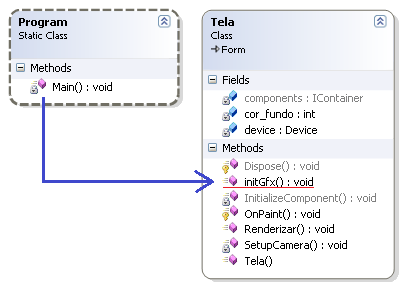 Program
Static Class
Methods
Main() : void
Tela
Class
Form
Fields
components : IContainer
cor_fundo : int
device : Device
Methods
Dispose() : void
initGfx() : void
InitializeComponent() : void
OnPaint() : void
Renderizar() : void
SetupCamera() : void
Tela()